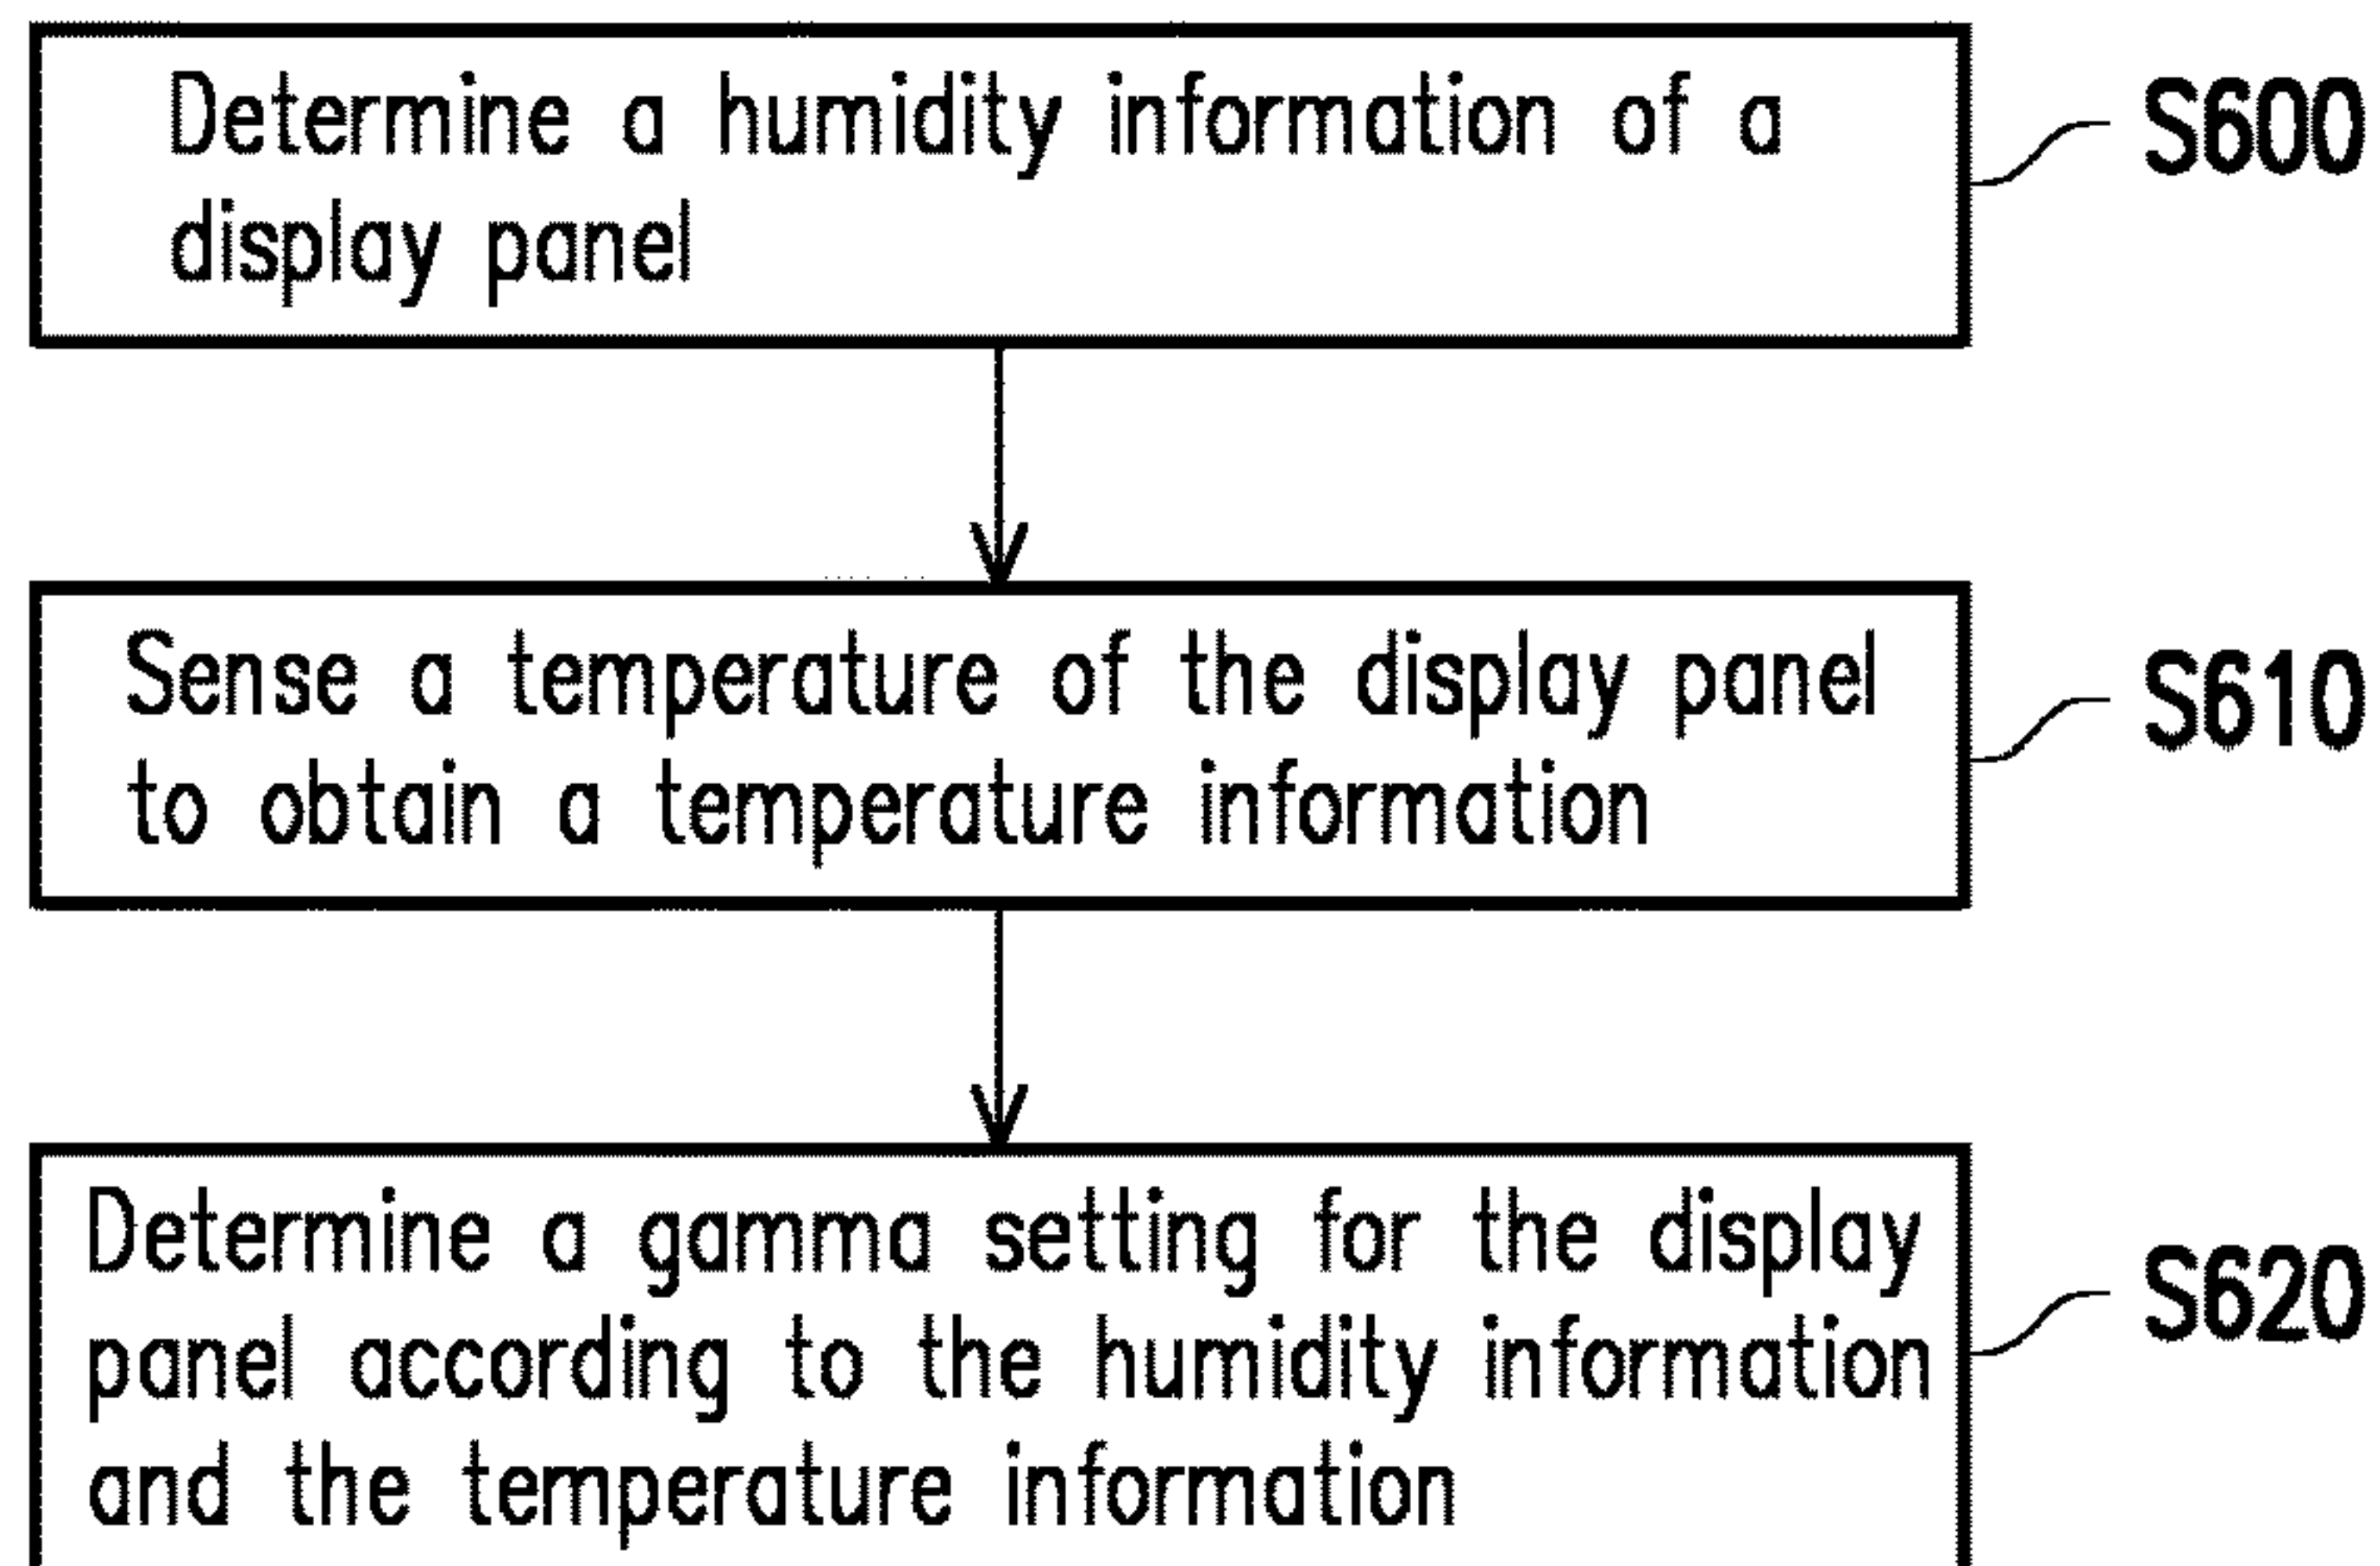 Determine a humidity information of a
display panel
S600
Sense a temperature of the display panel
to obtain a temperature information
S610
Determine a gamma setting for the display
panel according to the humidity information
and the temperature information
S620